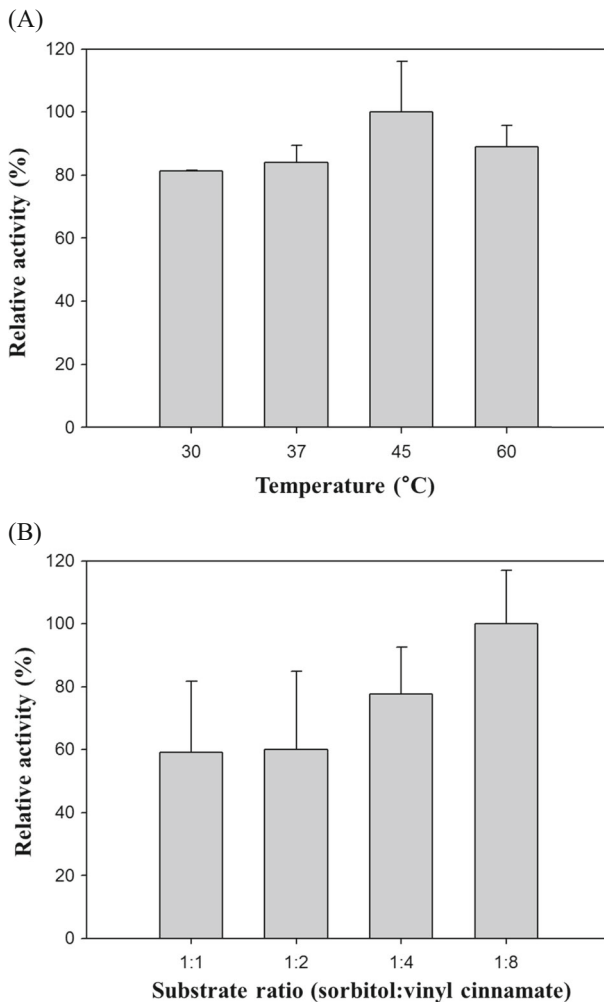 (A)
120
100
80
60
40
20
0
Relative activity (%)
30 37 45 60
Temperature (°C)
(B)
120
100
80
60
40
20
0
Relative activity (%)
1:1 1:2 1:4 1:8
Substrate ratio (sorbitol:vinyl cinnamate)